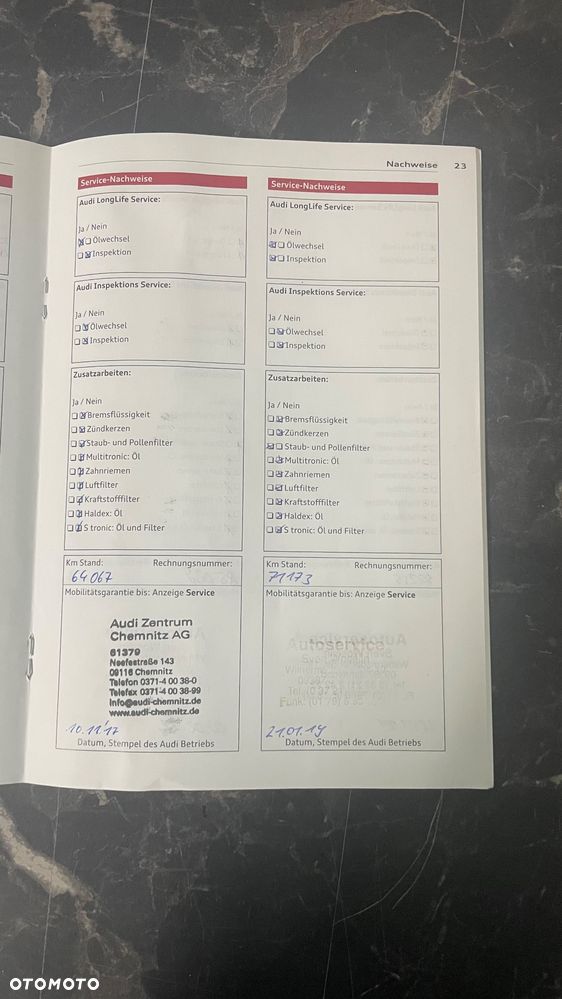 Nachweise 23
Service-Nachweise
Audi LongLife Service:
Ja / Nein
Ölwechsel
Inspektion
Audi Inspektions Service:
Ja / Nein
Ölwechsel
Inspektion
Zusatzarbeiten:
Ja / Nein
Bremsflüssigkeit
Zündkerzen
Staub- und Pollenfilter
Multitronic: Öl
Zahnriemen
Luftfilter
Kraftstofffilter
Haldex: Öl
S tronic: Öl und Filter
Km Stand: Rechnungsnummer:
64 067
Mobilitätsgarantie bis: Anzeige Service
Audi Zentrum
Chemnitz AG
61379
Neefestraße 143
09116 Chemnitz
Telefon 0371-4 00 38-0
Telefax 0371-4 00 38-99
Info@audi-chemnitz.de
www.audi-chemnitz.de
10.11.'17
Datum, Stempel des Audi Betriebs
Service-Nachweise
Audi LongLife Service:
Ja / Nein
Ölwechsel
Inspektion
Audi Inspektions Service:
Ja / Nein
Ölwechsel
Inspektion
Zusatzarbeiten:
Ja / Nein
Bremsflüssigkeit
Zündkerzen
Staub- und Pollenfilter
Multitronic: Öl
Zahnriemen
Luftfilter
Kraftstofffilter
Haldex: Öl
S tronic: Öl und Filter
Km Stand: Rechnungsnummer:
71173
Mobilitätsgarantie bis: Anzeige Service
Autoservice
21.01.19
Datum, Stempel des Audi Betriebs
OTOMOTO